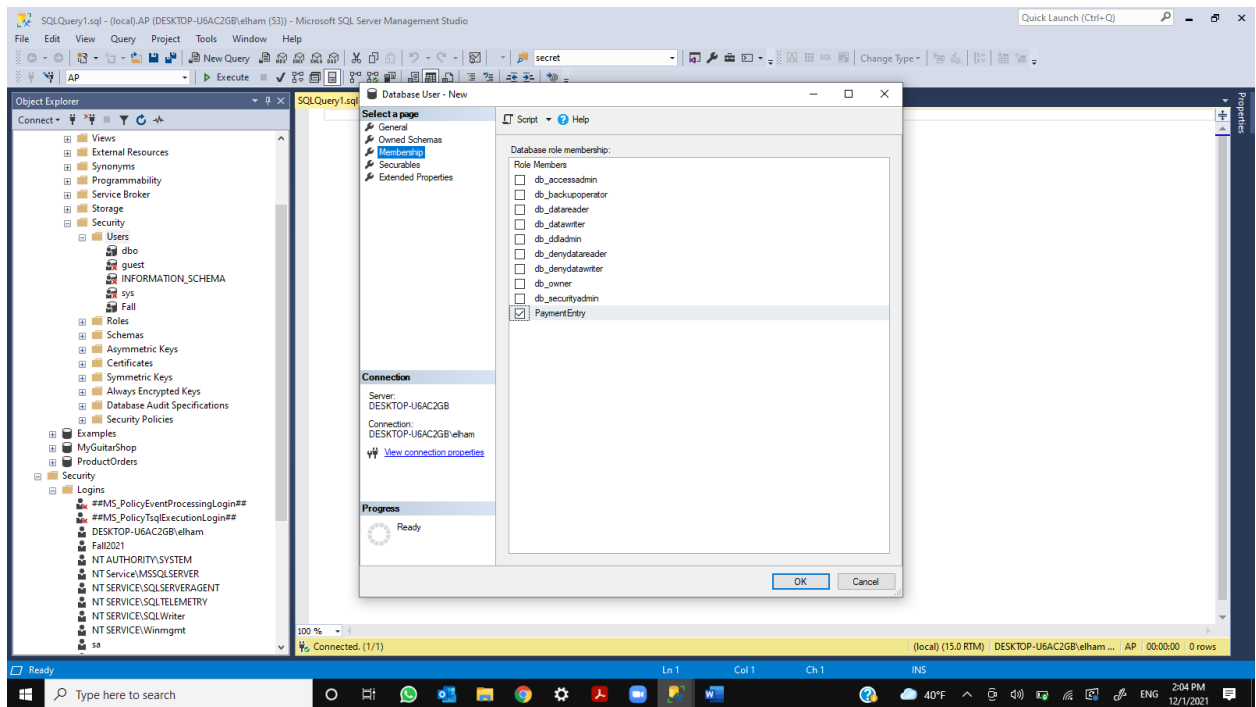 SQLQuery1.sql - (local).AP (DESKTOP-U6AC2GB\elham (53)) - Microsoft SQL Server Management Studio
Quick Launch (Ctrl+Q)
File Edit View Query Project Tools Window Help
New Query
secret
Change Type
AP
Execute
Object Explorer
SQLQuery1.sql
Properties
Connect
Views
External Resources
Synonyms
Programmability
Service Broker
Storage
Security
Users
dbo
guest
INFORMATION_SCHEMA
sys
Fall
Roles
Schemas
Asymmetric Keys
Certificates
Symmetric Keys
Always Encrypted Keys
Database Audit Specifications
Security Policies
Examples
MyGuitarShop
ProductOrders
Security
Logins
##MS_PolicyEventProcessingLogin##
##MS_PolicyTsqlExecutionLogin##
DESKTOP-U6AC2GB\elham
Fall2021
NT AUTHORITY\SYSTEM
NT Service\MSSQLSERVER
NT SERVICE\SQLSERVERAGENT
NT SERVICE\SQLTELEMETRY
NT SERVICE\SQLWriter
NT SERVICE\Winmgmt
sa
Database User - New
Select a page
General
Owned Schemas
Membership
Securables
Extended Properties
Connection
Server:
DESKTOP-U6AC2GB
Connection:
DESKTOP-U6AC2GB\elham
View connection properties
Progress
Ready
Script Help
Database role membership:
Role Members
db_accessadmin
db_backupoperator
db_datareader
db_datawriter
db_ddladmin
db_denydatareader
db_denydatawriter
db_owner
db_securityadmin
PaymentEntry
OK Cancel
100 %
Connected. (1/1)
(local) (15.0 RTM) DESKTOP-U6AC2GB\elham ... AP 00:00:00 0 rows
Ready
Ln 1 Col 1 Ch 1 INS
Type here to search
40°F
ENG
2:04 PM
12/1/2021